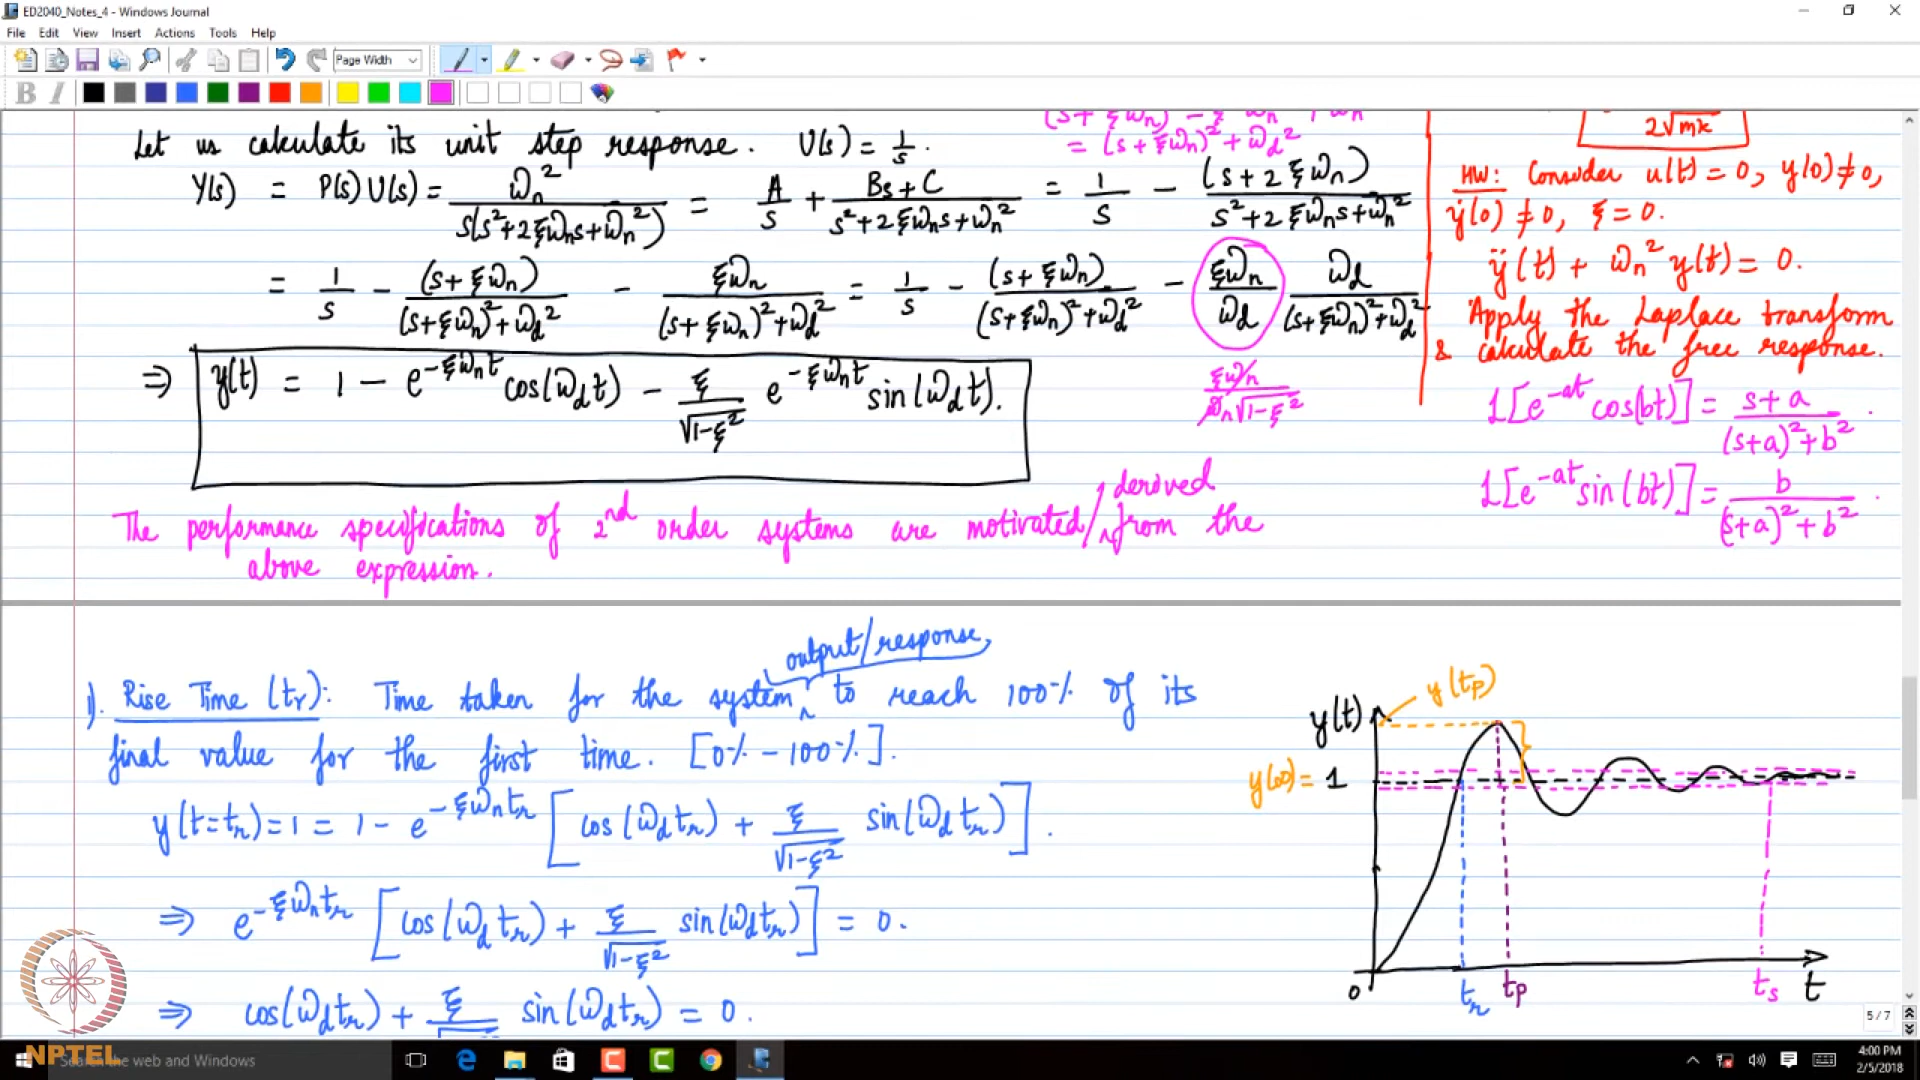 ED2040_Notes_4 - Windows Journal
File Edit View Insert Actions Tools Help
Page Width
B I
Let us calculate its unit step response. U(s) = 1/s.
= (s+ξωn)² + ωd²
Y(s) = P(s) U(s) = ωn² / s(s²+2ξωns+ωn²) = A/s + (Bs+C)/(s²+2ξωns+ωn²) = 1/s - (s+2ξωn)/(s²+2ξωns+ωn²)
= 1/s - (s+ξωn)/((s+ξωn)²+ωd²) - ξωn/((s+ξωn)²+ωd²) = 1/s - (s+ξωn)/((s+ξωn)²+ωd²) - ξωn/ωd ωd/((s+ξωn)²+ωd²)
⇒ y(t) = 1 - e^(-ξωnt) cos(ωdt) - ξ/√(1-ξ²) e^(-ξωnt) sin(ωdt).
ξωn/(ωn√(1-ξ²))
The performance specifications of 2nd order systems are motivated/derived from the
above expression.
2√mk
HW: Consider u(t) = 0, y(0) ≠ 0,
ẏ(0) ≠ 0, ξ = 0.
ÿ(t) + ωn² y(t) = 0.
Apply the Laplace transform
& calculate the free response.
L[e^(-at) cos(bt)] = (s+a)/((s+a)²+b²).
L[e^(-at) sin(bt)] = b/((s+a)²+b²).
1). Rise Time (tr): Time taken for the system output/response, to reach 100% of its
final value for the first time. [0% - 100%].
y(t=tr) = 1 = 1 - e^(-ξωntr) [cos(ωdtr) + ξ/√(1-ξ²) sin(ωdtr)].
⇒ e^(-ξωntr) [cos(ωdtr) + ξ/√(1-ξ²) sin(ωdtr)] = 0.
⇒ cos(ωdtr) + ξ/√ sin(ωdtr) = 0.
y(tp)
y(t)
y(∞) = 1
0 tr tp ts t
5 / 7
NPTEL
Search the web and Windows
4:00 PM
2/5/2018